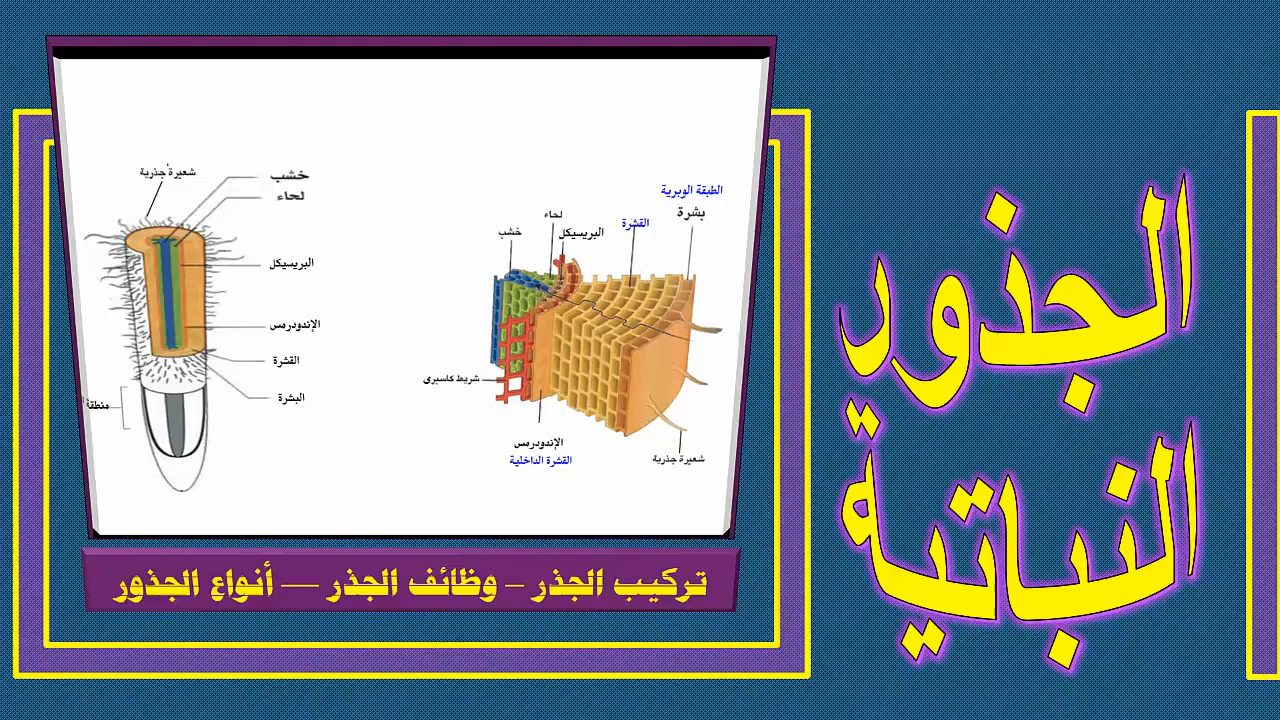 الجذور
النباتية
شعيرة جذرية
خشب
لحاء
البريسيكل
الإندودرمس
القشرة
البشرة
منطقة
الطبقة الوبرية
بشرة
القشرة
لحاء
البريسيكل
خشب
شريط كاسبرى
الإندودرمس
القشرة الداخلية
شعيرة جذرية
تركيب الجذر – وظائف الجذر — أنواع الجذور